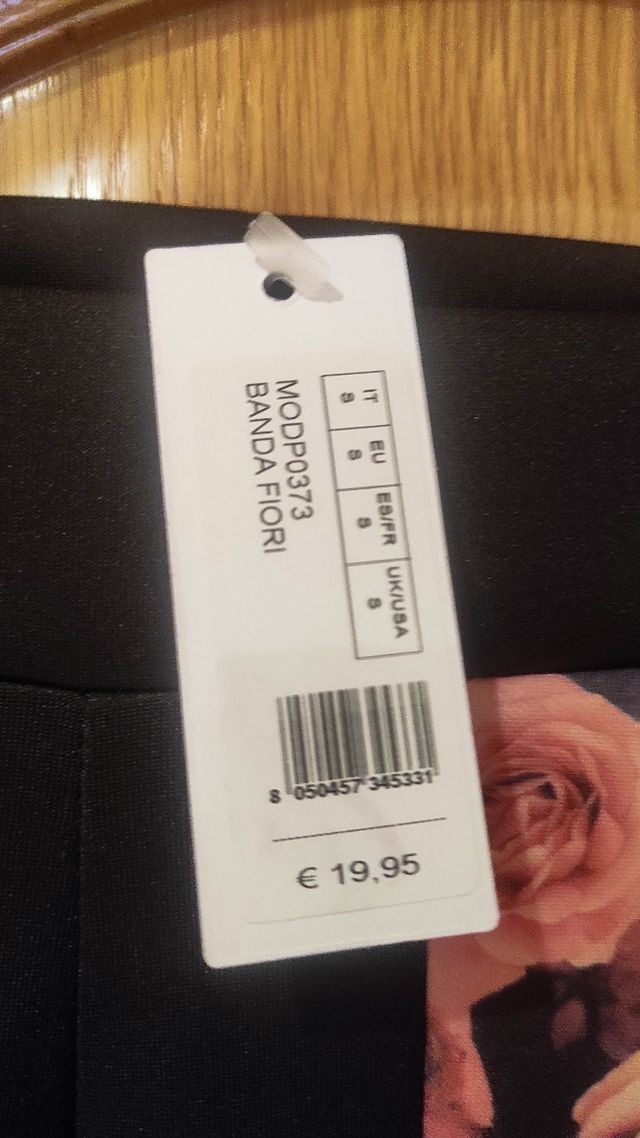 IT EU ES/FR UK/USA
S S S S
MODP0373
BANDA FIORI
8 050457 345331
€ 19,95